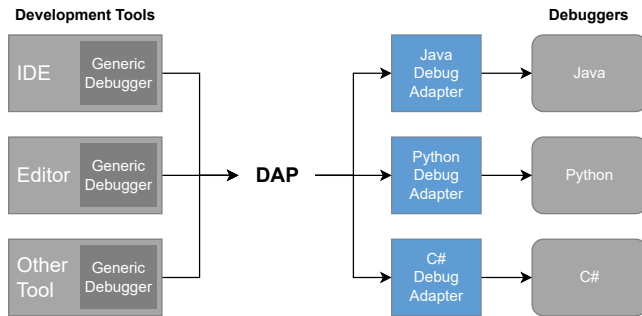 Development Tools
Debuggers
IDE
Generic
Debugger
Java
Debug
Adapter
Java
Editor
Generic
Debugger
DAP
Python
Debug
Adapter
Python
Other
Tool
Generic
Debugger
C#
Debug
Adapter
C#